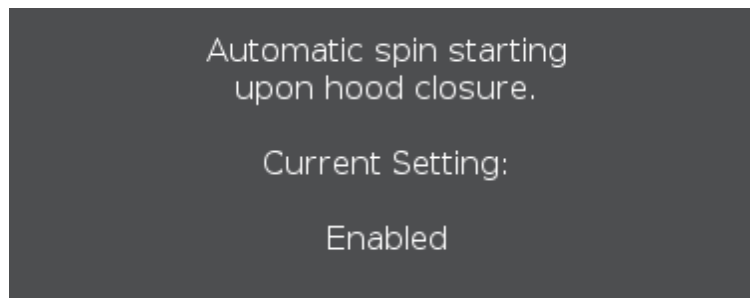 Automatic spin starting
upon hood closure.
Current Setting:
Enabled